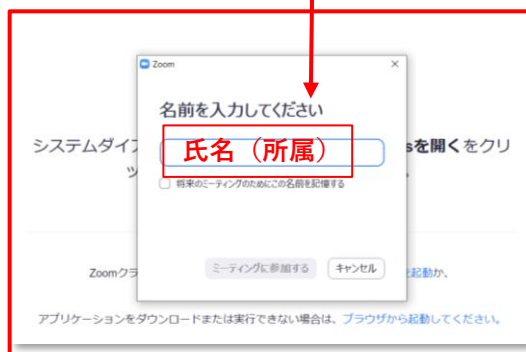 Zoom
名前を入力してください
氏名（所属）
システムダイア
sを開くをクリ
ッ
。
将来のミーティングのためにこの名前を記憶する
ミーティングに参加する
キャンセル
Zoomクラ
起動か、
アプリケーションをダウンロードまたは実行できない場合は、ブラウザから起動してください。